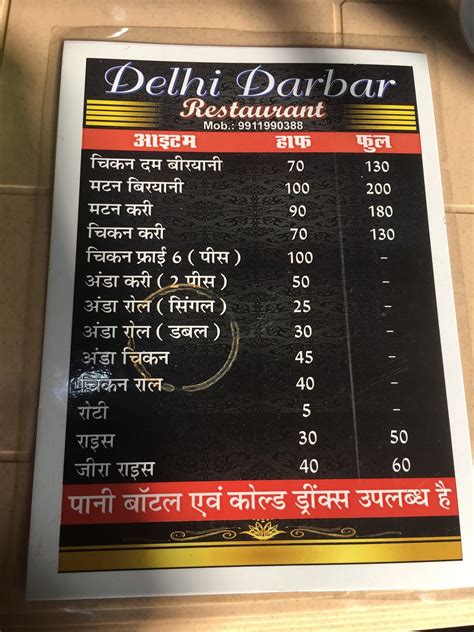 Delhi Darbar
Restaurant
Mob.: 9911990388
आइटम हाफ फुल
चिकन दम बीरयानी 70 130
मटन बिरयानी 100 200
मटन करी 90 180
चिकन करी 70 130
चिकन फ्राई 6 ( पीस ) 100 -
अंडा करी ( 2 पीस ) 50 -
अंडा रोल ( सिंगल ) 25 -
अंडा रोल ( डबल ) 30 -
अंडा चिकन 45 -
चिकन रोल 40 -
रोटी 5 -
राइस 30 50
जीरा राइस 40 60
पानी बॉटल एवं कोल्ड ड्रींक्स उपलब्ध है